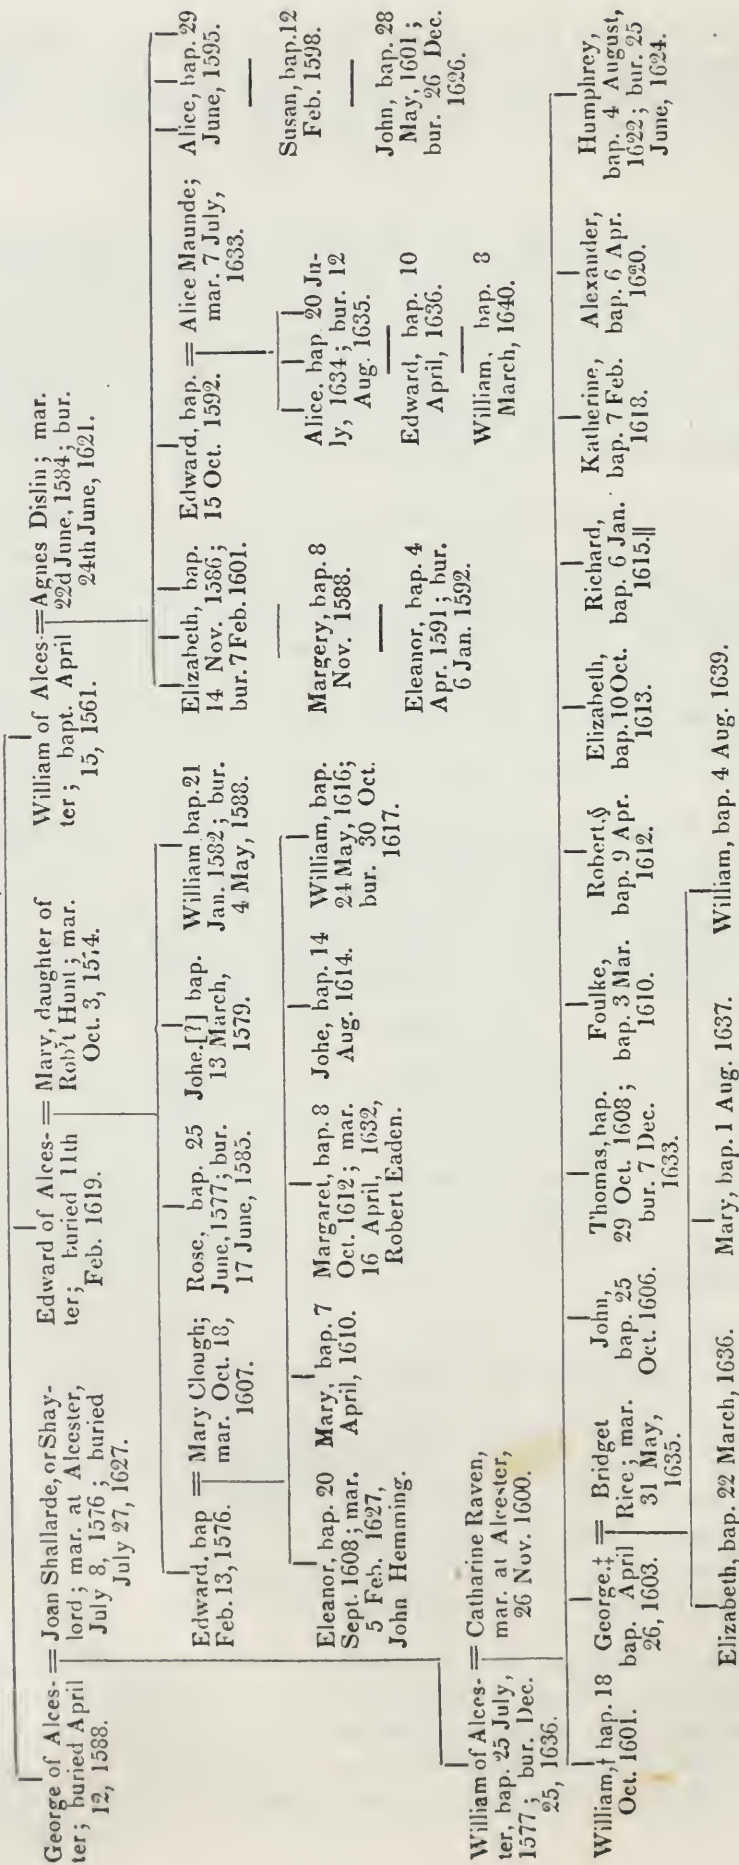 George of Alces-
ter; buried April
12, 1588.
= Joan Shallarde, or Shay-
lord; mar. at Alcester,
July 8, 1576; buried
July 27, 1627.
Edward of Alces-
ter; buried 11th
Feb. 1619.
= Mary, daughter of
Rob't Hunt; mar.
Oct. 3, 1574.
William of Alces-
ter; bapt. April
15, 1561.
= Agnes Dislin; mar.
22d June, 1584; bur.
24th June, 1621.
Edward, bap
Feb. 13, 1576.
= Mary Clough;
mar. Oct. 18,
1607.
Rose, bap. 25
June, 1577; bur.
17 June, 1585.
Johe.[?] bap.
13 March,
1579.
William bap. 21
Jan. 1582; bur.
4 May, 1588.
Elizabeth, bap.
14 Nov. 1586;
bur. 7 Feb. 1601.
Margery, bap. 8
Nov. 1588.
Eleanor, bap. 4
Apr. 1591; bur.
6 Jan. 1592.
Edward, bap.
15 Oct. 1592.
= Alice Maunde;
mar. 7 July,
1633.
Alice, bap. 29
June, 1595.
Susan, bap. 12
Feb. 1598.
John, bap. 28
May, 1601;
bur. 26 Dec.
1626.
Alice. bap. 20 Ju-
ly, 1634; bur. 12
Aug. 1635.
Edward, bap. 10
April, 1636.
William, bap. 8
March, 1640.
Eleanor, bap. 20
Sept. 1608; mar.
5 Feb. 1627,
John Hemming.
Mary, bap. 7
April, 1610.
Margaret, bap. 8
Oct. 1612; mar.
16 April, 1632,
Robert Eaden.
Johe, bap. 14
Aug. 1614.
William, bap.
24 May, 1616;
bur. 30 Oct.
1617.
William of Alces-
ter, bap. 25 July,
1577; bur. Dec.
25, 1636.
= Catharine Raven,
mar. at Alcester,
26 Nov. 1600.
William,† bap. 18
Oct. 1601.
George.‡
bap. April
26, 1603.
= Bridget
Rice; mar.
31 May,
1635.
John,
bap. 25
Oct. 1606.
Thomas, bap.
29 Oct. 1608;
bur. 7 Dec.
1633.
Foulke,
bap. 3 Mar.
1610.
Robert.§
bap. 9 Apr.
1612.
Elizabeth,
bap. 10 Oct.
1613.
Richard,
bap. 6 Jan.
1615.||
Katherine,
bap. 7 Feb.
1618.
Alexander,
bap. 6 Apr.
1620.
Humphrey,
bap. 4 August,
1622; bur. 25
June, 1624.
Elizabeth, bap. 22 March, 1636.
Mary, bap. 1 Aug. 1637.
William, bap. 4 Aug. 1639.